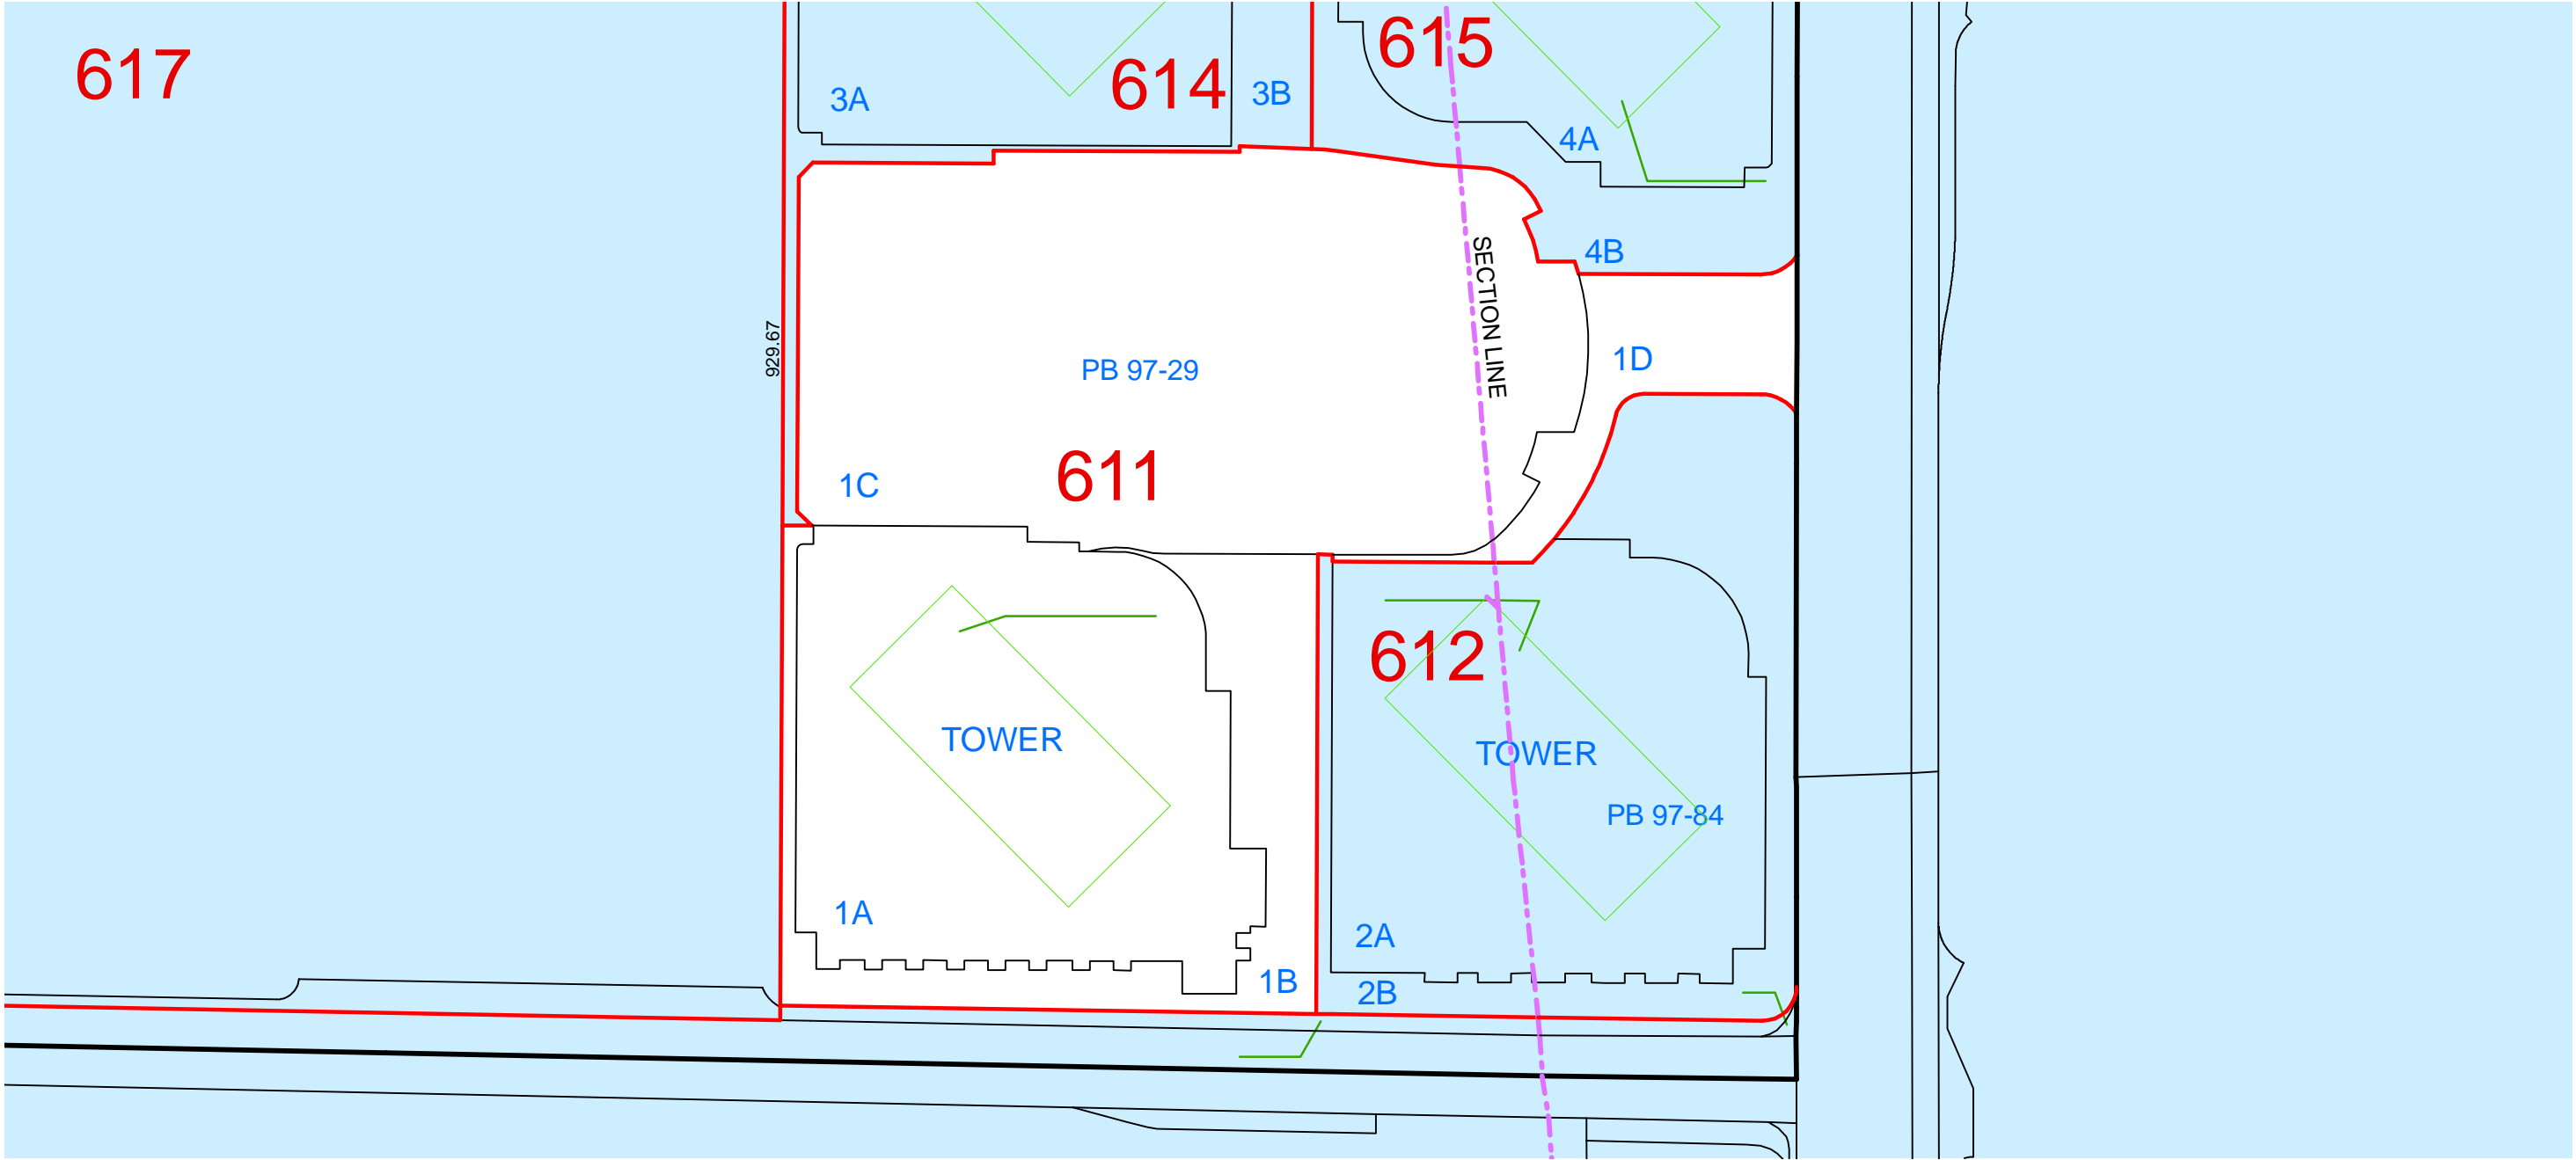 617
615
614
3B
3A
4A
4B
SECTION LINE
929.67
1D
PB 97-29
611
1C
612
TOWER
TOWER
PB 97-84
1A
2A
1B
2B